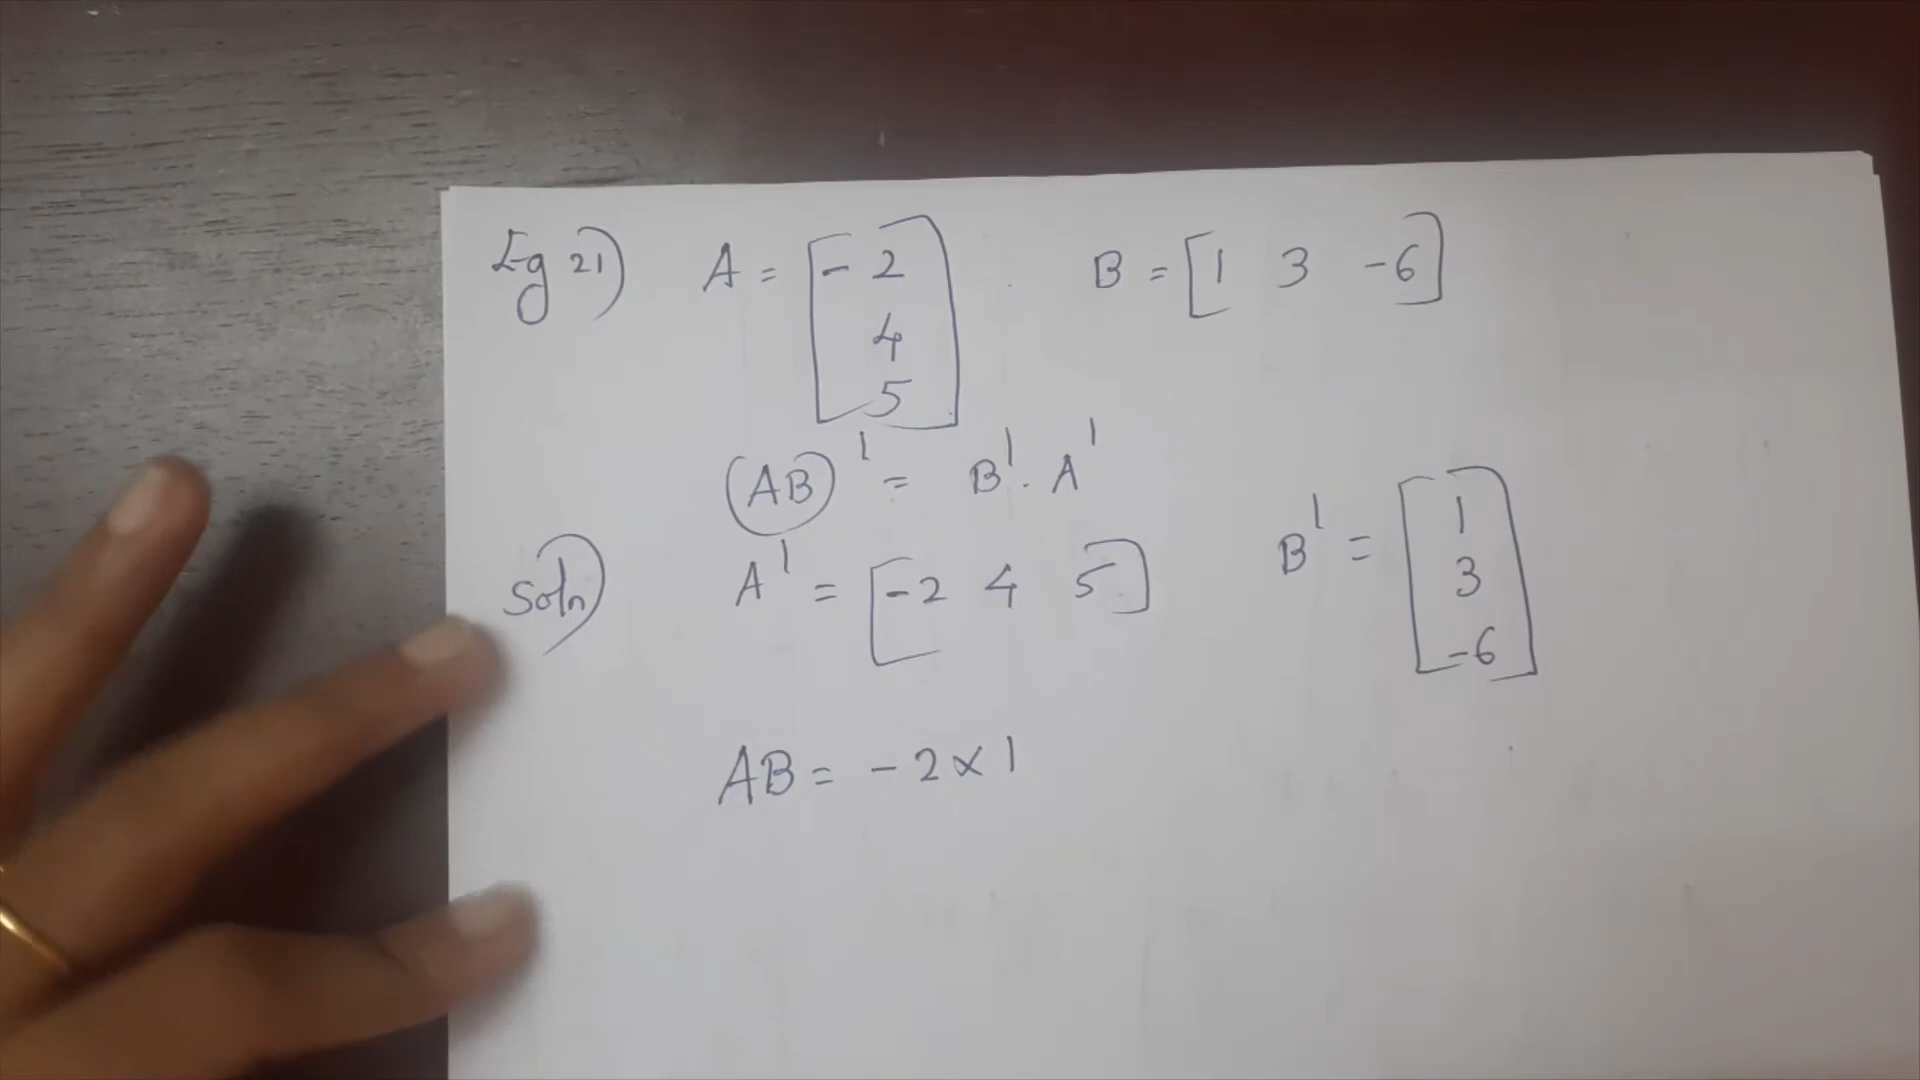 Eg 21) A = [-2 4 5] B = [1 3 -6]
(AB)' = B' . A'
Soln) A' = [-2 4 5] B' = [1 3 -6]
AB = -2 x 1